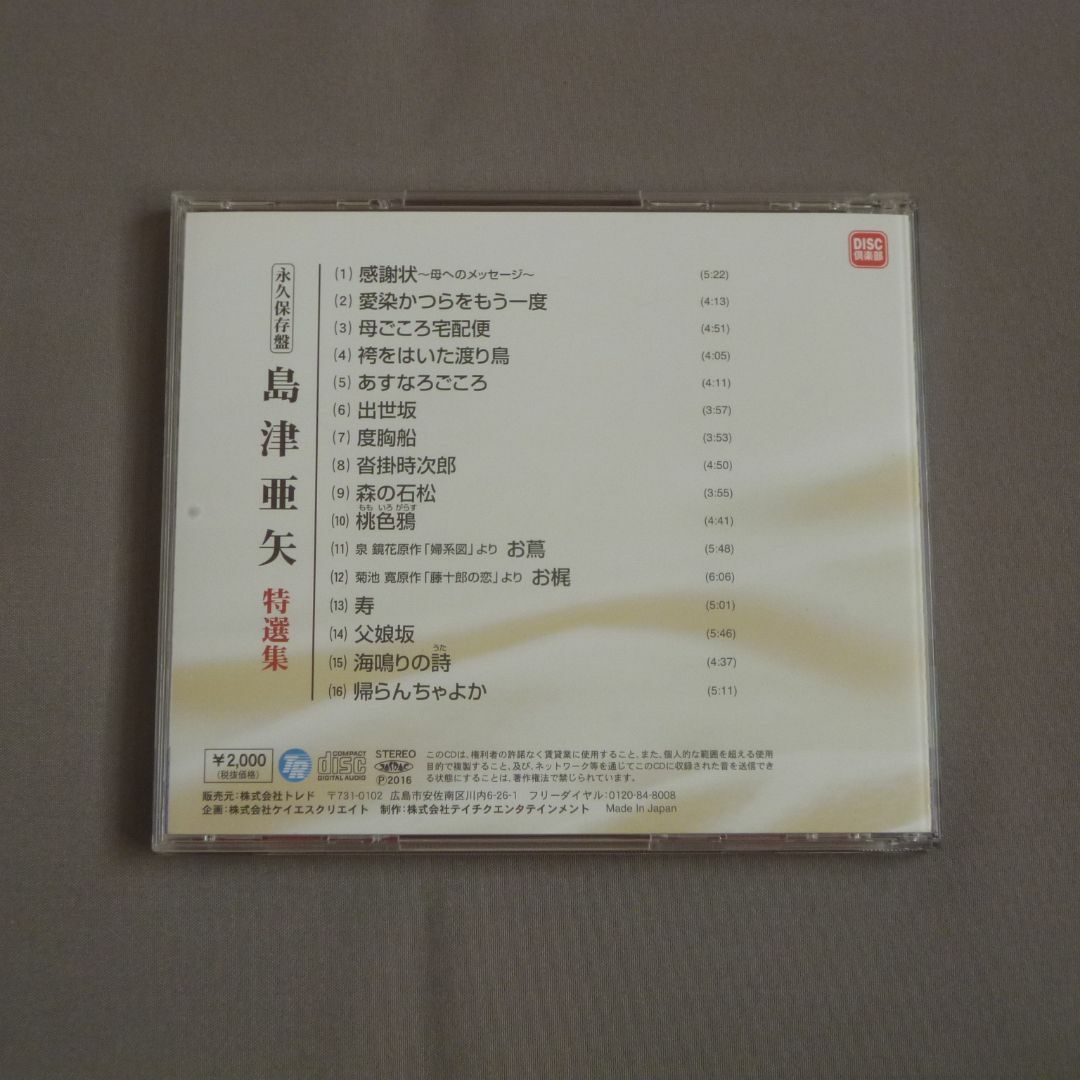 DISC
倶楽部
永久保存盤
島津亜矢
特選集
(1) 感謝状~母へのメッセージ~ (5:22)
(2) 愛染かつらをもう一度 (4:13)
(3) 母ごころ宅配便 (4:51)
(4) 袴をはいた渡り鳥 (4:05)
(5) あすなろごころ (4:11)
(6) 出世坂 (3:57)
(7) 度胸船 (3:53)
(8) 沓掛時次郎 (4:50)
(9) 森の石松 (3:55)
もも いろ がらす
(10) 桃色鴉 (4:41)
(11) 泉 鏡花原作「婦系図」より お蔦 (5:48)
(12) 菊池 寛原作「藤十郎の恋」より お梶 (6:06)
(13) 寿 (5:01)
(14) 父娘坂 (5:46)
うた
(15) 海鳴りの詩 (4:37)
(16) 帰らんちゃよか (5:11)
¥2,000
(税抜価格)
TR
COMPACT
disc
DIGITAL AUDIO
STEREO
JASRAC
Ⓟ2016
このCDは、権利者の許諾なく賃貸業に使用すること、また、個人的な範囲を超える使用
目的で複製すること、及び、ネットワーク等を通じてこのCDに収録された音を送信でき
る状態にすることは、著作権法で禁じられています。
販売元:株式会社トレド 〒731-0102 広島市安佐南区川内6-26-1 フリーダイヤル:0120-84-8008
企画:株式会社ケイエスクリエイト 制作:株式会社テイチクエンタテインメント Made In Japan